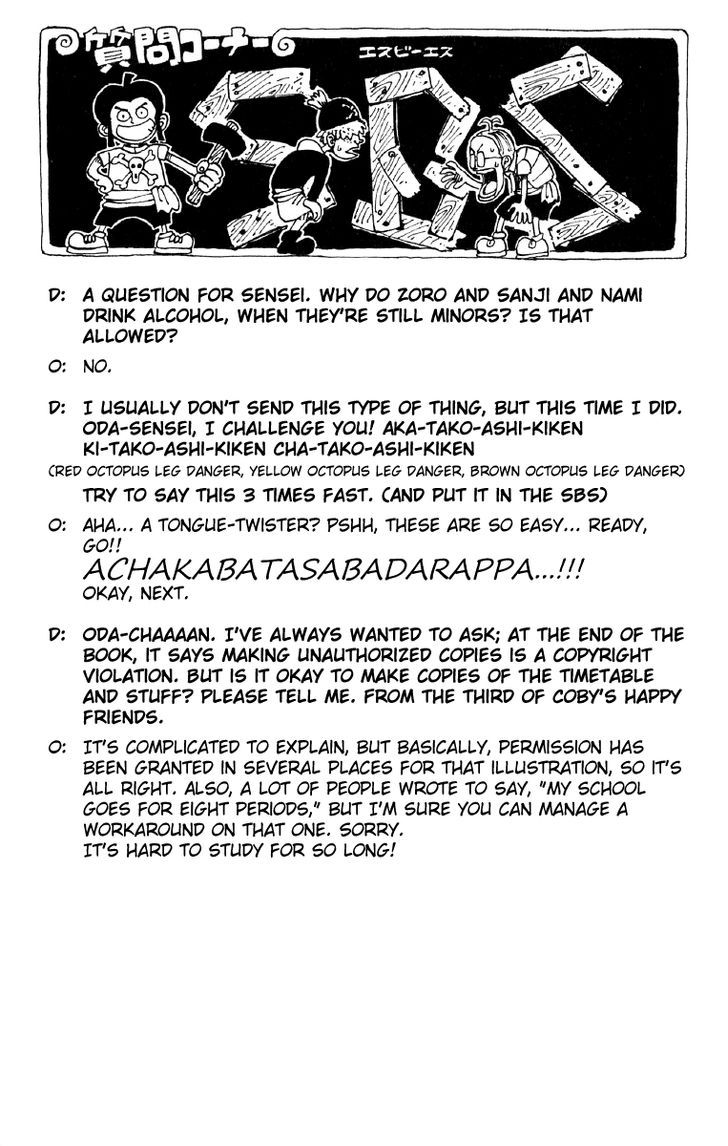 質問コーナー
エスビーエス
SBS
D: A QUESTION FOR SENSEI. WHY DO ZORO AND SANJI AND NAMI
DRINK ALCOHOL, WHEN THEY'RE STILL MINORS? IS THAT
ALLOWED?
O: NO.
D: I USUALLY DON'T SEND THIS TYPE OF THING, BUT THIS TIME I DID.
ODA-SENSEI, I CHALLENGE YOU! AKA-TAKO-ASHI-KIKEN
KI-TAKO-ASHI-KIKEN CHA-TAKO-ASHI-KIKEN
(RED OCTOPUS LEG DANGER, YELLOW OCTOPUS LEG DANGER, BROWN OCTOPUS LEG DANGER)
TRY TO SAY THIS 3 TIMES FAST. (AND PUT IT IN THE SBS)
O: AHA... A TONGUE-TWISTER? PSHH, THESE ARE SO EASY... READY,
GO!!
ACHAKABATASABADARAPPA...!!!
OKAY, NEXT.
D: ODA-CHAAAAN. I'VE ALWAYS WANTED TO ASK; AT THE END OF THE
BOOK, IT SAYS MAKING UNAUTHORIZED COPIES IS A COPYRIGHT
VIOLATION. BUT IS IT OKAY TO MAKE COPIES OF THE TIMETABLE
AND STUFF? PLEASE TELL ME. FROM THE THIRD OF COBY'S HAPPY
FRIENDS.
O: IT'S COMPLICATED TO EXPLAIN, BUT BASICALLY, PERMISSION HAS
BEEN GRANTED IN SEVERAL PLACES FOR THAT ILLUSTRATION, SO IT'S
ALL RIGHT. ALSO, A LOT OF PEOPLE WROTE TO SAY, "MY SCHOOL
GOES FOR EIGHT PERIODS," BUT I'M SURE YOU CAN MANAGE A
WORKAROUND ON THAT ONE. SORRY.
IT'S HARD TO STUDY FOR SO LONG!